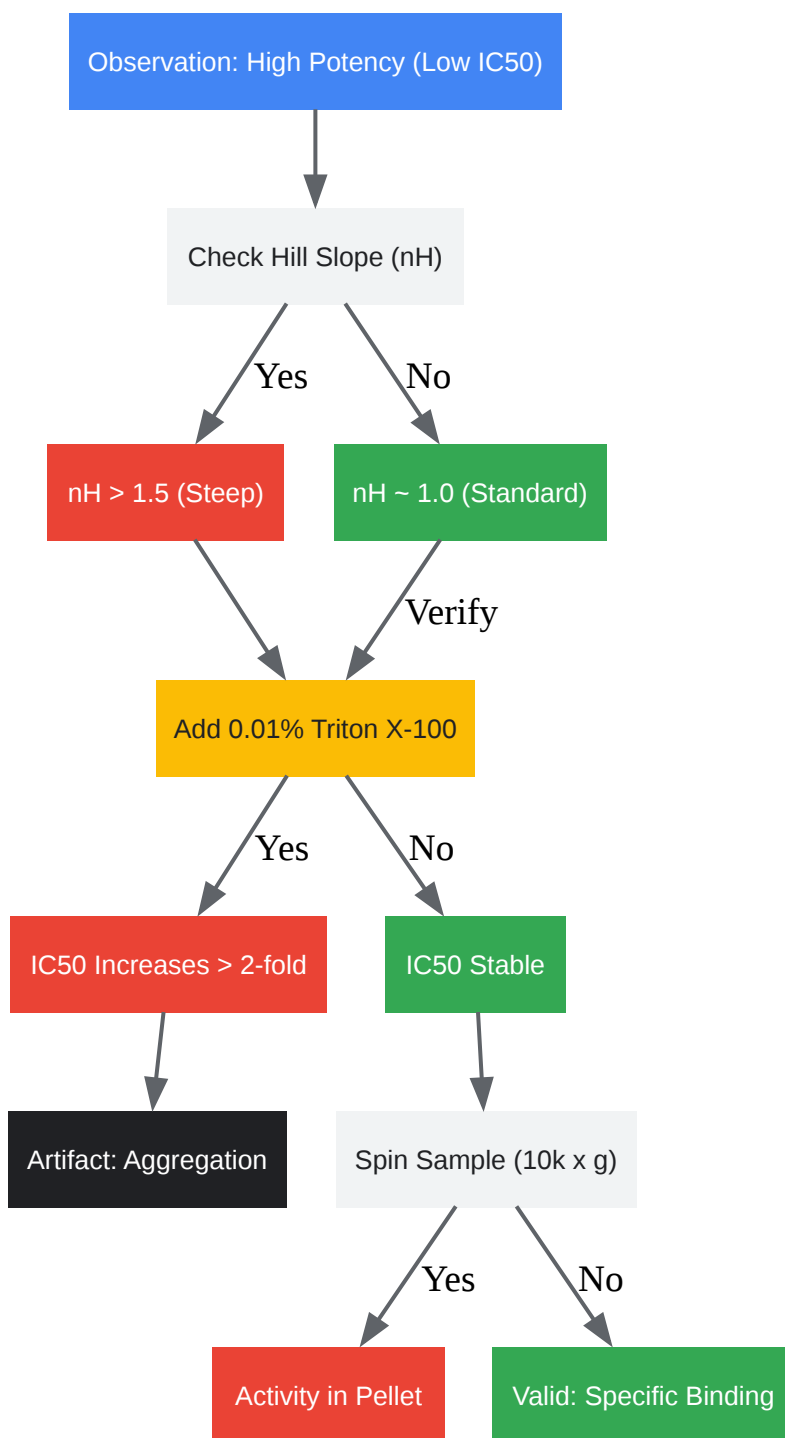 Observation: High Potency (Low IC50)
Check Hill Slope (nH)
Yes
No
nH > 1.5 (Steep)
nH ~ 1.0 (Standard)
Verify
Add 0.01% Triton X-100
Yes
No
IC50 Increases > 2-fold
IC50 Stable
Artifact: Aggregation
Spin Sample (10k x g)
Yes
No
Activity in Pellet
Valid: Specific Binding